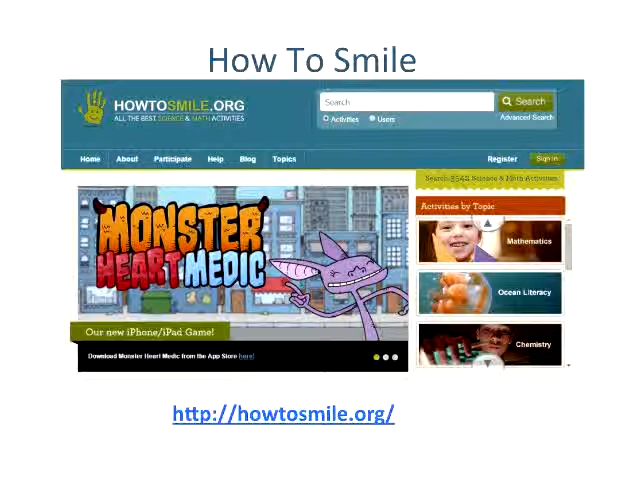 How To Smile
HOWTOSMILE.ORG
ALL THE BEST SCIENCE & MATH ACTIVITIES
Search
Search
Activities
Users
Advanced Search
Home
About
Participate
Help
Blog
Topics
Register
Sign in
Science & Math Activities
MONSTER
HEART MEDIC
Our new iPhone/iPad Game!
Download Monster Heart Medic from the App Store here!
Activities by Topic
Mathematics
Ocean Literacy
Chemistry
http://howtosmile.org/